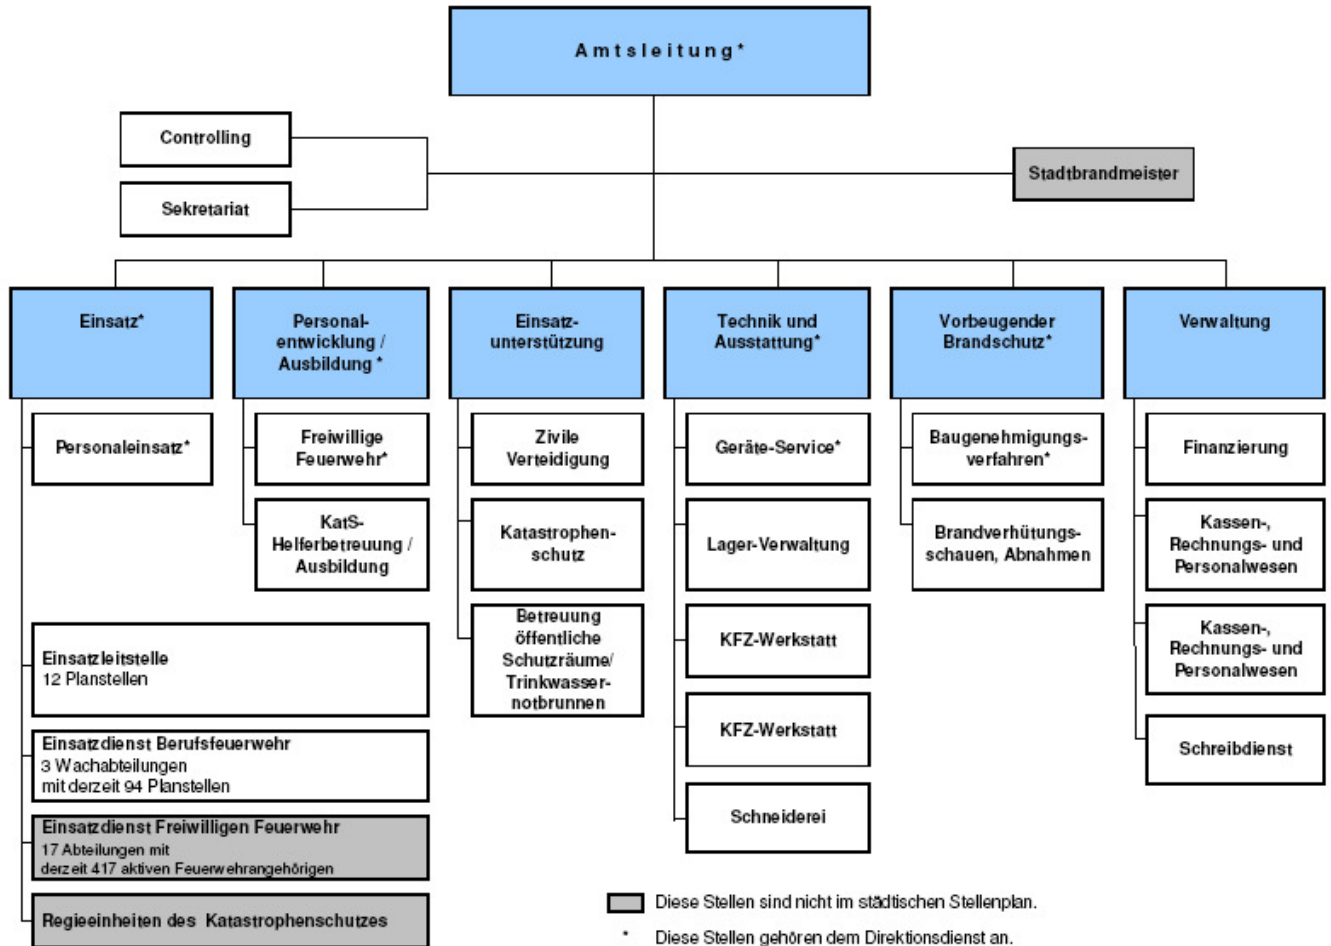 Amtsleitung*
Controlling
Sekretariat
Stadtbrandmeister
Einsatz*
Personaleinsatz*
Einsatzleitstelle
12 Planstellen
Einsatzdienst Berufsfeuerwehr
3 Wachabteilungen
mit derzeit 94 Planstellen
Einsatzdienst Freiwilligen Feuerwehr
17 Abteilungen mit
derzeit 417 aktiven Feuerwehrangehörigen
Regieeinheiten des Katastrophenschutzes
Personal-
entwicklung /
Ausbildung *
Freiwillige
Feuerwehr*
KatS-
Helferbetreuung /
Ausbildung
Einsatz-
unterstützung
Zivile
Verteidigung
Katastrophen-
schutz
Betreuung
öffentliche
Schutzräume/
Trinkwasser-
notbrunnen
Technik und
Ausstattung*
Geräte-Service*
Lager-Verwaltung
KFZ-Werkstatt
KFZ-Werkstatt
Schneiderei
Vorbeugender
Brandschutz*
Baugenehmigungs-
verfahren*
Brandverhütungs-
schauen, Abnahmen
Verwaltung
Finanzierung
Kassen-,
Rechnungs- und
Personalwesen
Kassen-,
Rechnungs- und
Personalwesen
Schreibdienst
Diese Stellen sind nicht im städtischen Stellenplan.
* Diese Stellen gehören dem Direktionsdienst an.